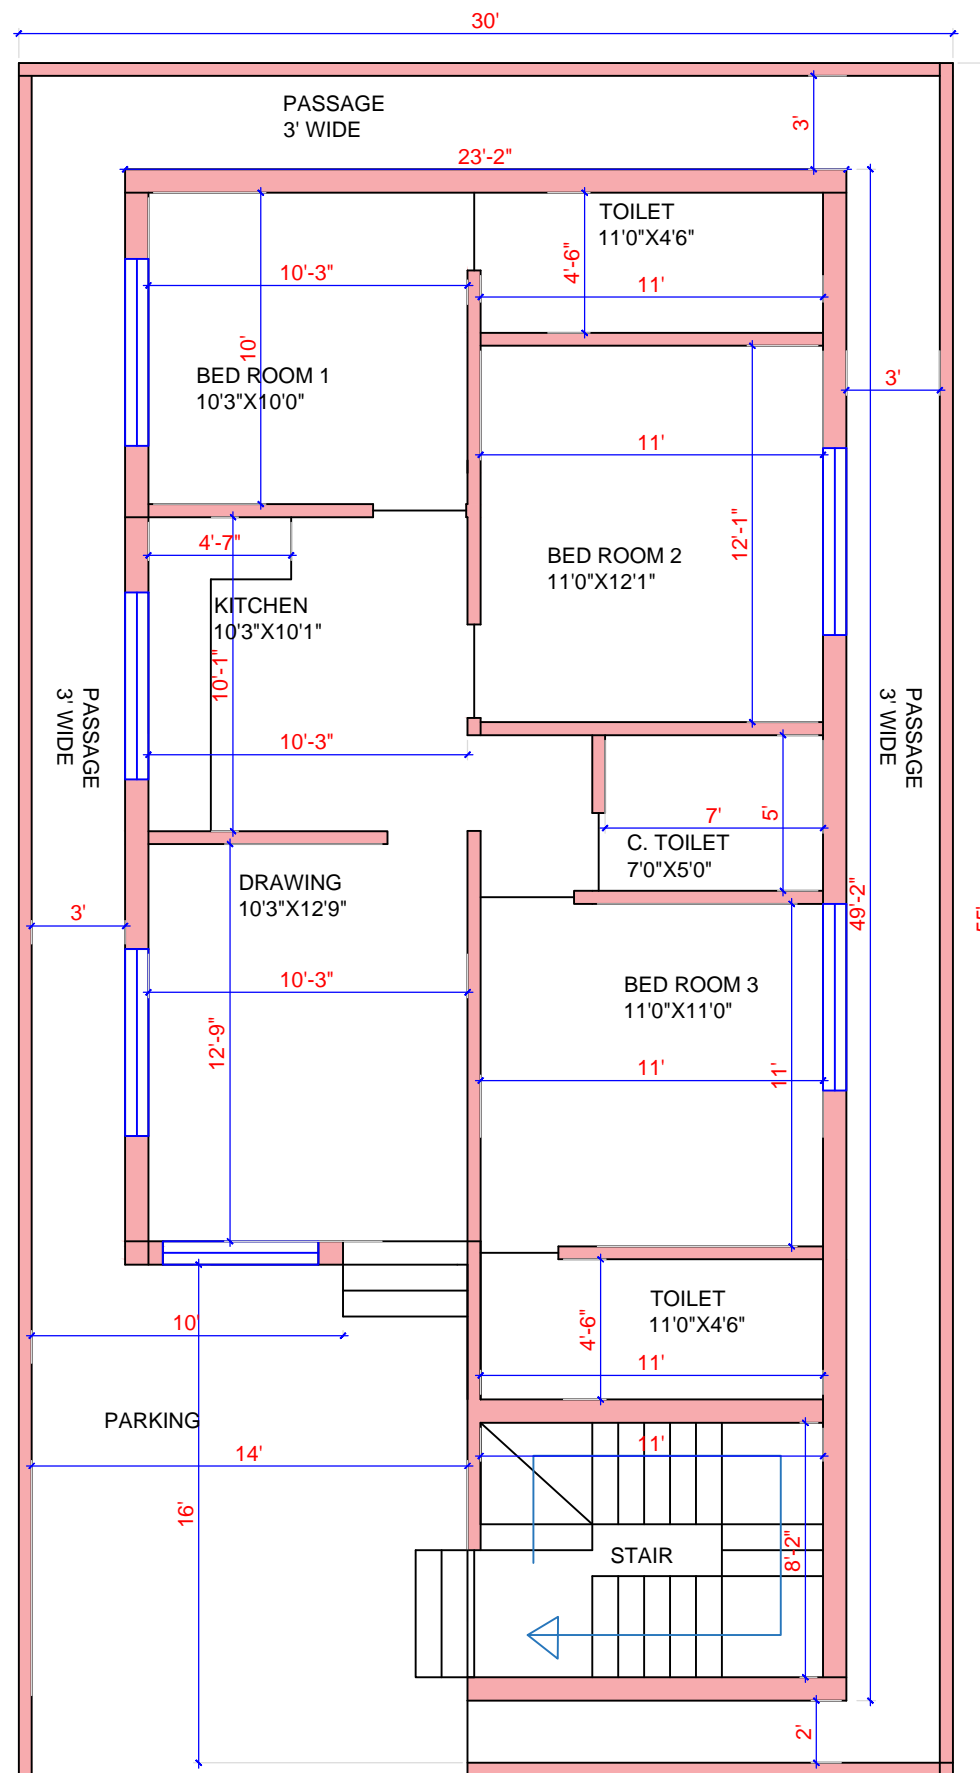 30'
PASSAGE
3' WIDE
3'
23'-2"
TOILET
11'0"X4'6"
4'-6"
10'-3"
11'
10'
BED ROOM 1
10'3"X10'0"
3'
11'
12'-1"
4'-7"
BED ROOM 2
11'0"X12'1"
KITCHEN
10'3"X10'1"
10'-1"
PASSAGE
3' WIDE
PASSAGE
3' WIDE
10'-3"
7'
5'
C. TOILET
7'0"X5'0"
DRAWING
10'3"X12'9"
3'
49'-2"
55'
10'-3"
BED ROOM 3
11'0"X11'0"
12'-9"
11'
11'
TOILET
11'0"X4'6"
10'
4'-6"
11'
PARKING
14'
11'
16'
STAIR
8'-2"
2'